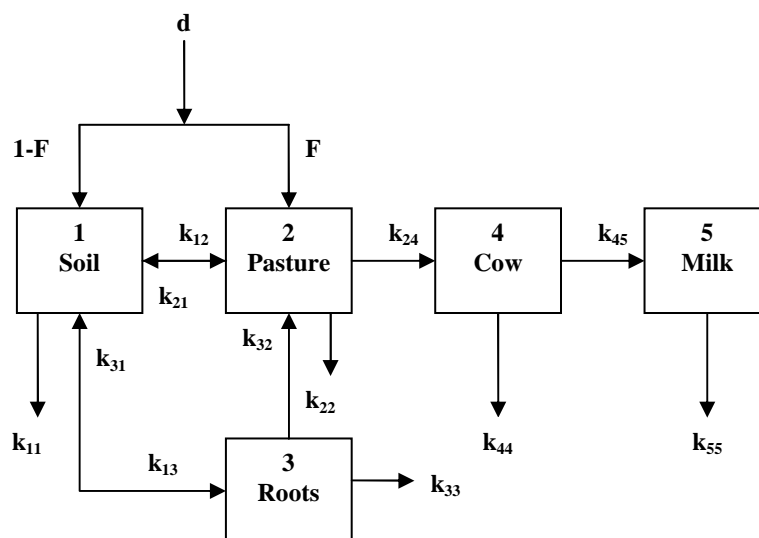 d
1-F
F
1
Soil
k12
k21
2
Pasture
k24
4
Cow
k45
5
Milk
k31
k32
k11
k22
k44
k55
k13
3
Roots
k33